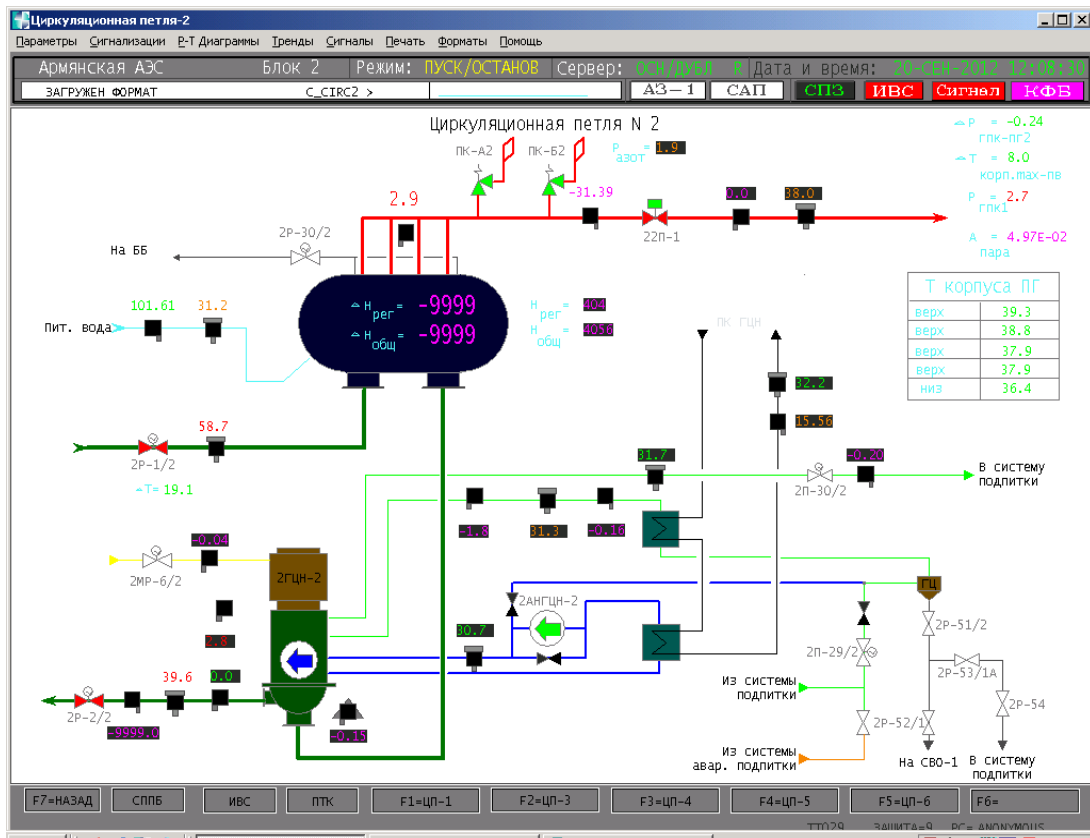 Циркуляционная петля-2
Параметры Сигнализации Р-Т Диаграммы Тренды Сигналы Печать Форматы Помощь
Армянская АЭС Блок 2 Режим: ПУСК/ОСТАНОВ Сервер: ОСН/ДУБЛ R Дата и время: 20-СЕН-2012 12:08:30
ЗАГРУЖЕН ФОРМАТ C_CIRC2 > АЗ-1 САП СПЗ ИВС Сигнал КФБ
Циркуляционная петля N 2
Р = -0.24
гпк-пг2
Т = 8.0
корп.max-пв
Р = 2.7
гпк1
А = 4.97E-02
пара
ПК-А2 ПК-Б2
Р азот = 1.9
2.9
-31.39 0.0 38.0
22П-1
2Р-30/2
На ББ
Н рег = -9999
Н общ = -9999
Н рег = 404
Н общ = 4056
101.61 31.2
Пит. вода
ПК ГЦН
Т корпуса ПГ
верх 39.3
верх 38.8
верх 37.9
верх 37.9
низ 36.4
32.2
15.56
58.7
2Р-1/2
Т= 19.1
31.7
2П-30/2
-0.20
В систему
подпитки
-1.8 31.3 -0.16
-0.04
2МР-6/2
2ГЦН-2
2.8
2АНГЦН-2
30.7
ГЦ
2Р-51/2
2П-29/2
2Р-53/1А
2Р-54
Из системы
подпитки
2Р-52/1
39.6 0.0
2Р-2/2
-9999.0
-0.15
Из системы
авар. подпитки
На СВО-1
В систему
подпитки
F7=НАЗАД СППБ ИВС ПТК F1=ЦП-1 F2=ЦП-3 F3=ЦП-4 F4=ЦП-5 F5=ЦП-6 F6=
ТТ029 ЗАЩИТА=9 РС= ANONYMOUS